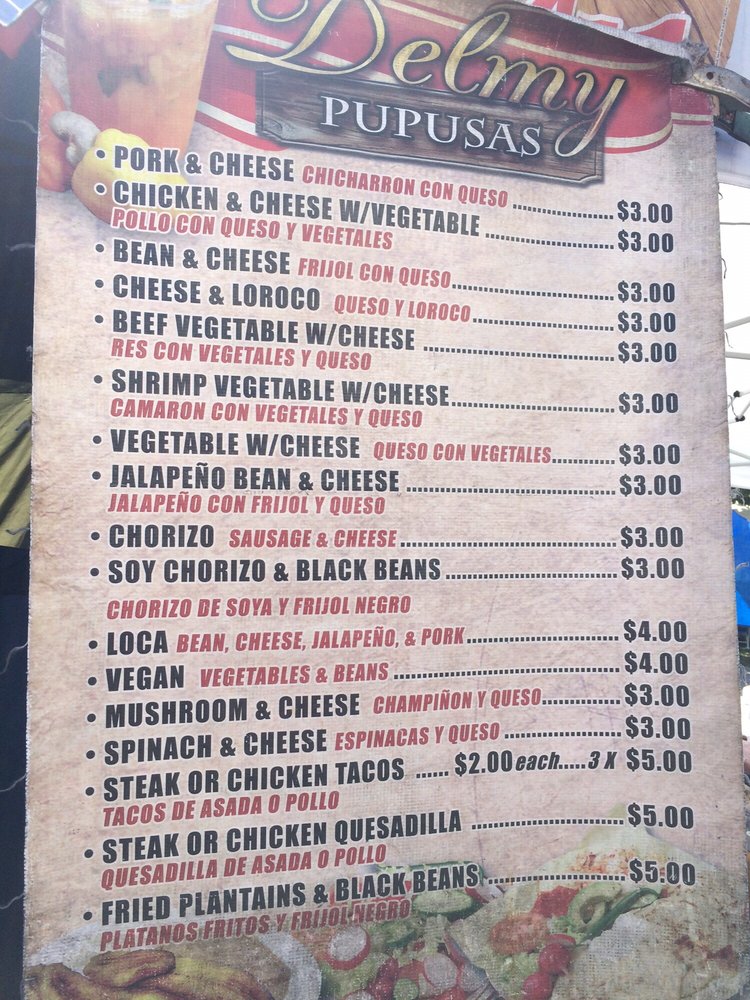 Delmy
PUPUSAS
• PORK & CHEESE CHICHARRON CON QUESO ..................... $3.00
• CHICKEN & CHEESE W/VEGETABLE ..................... $3.00
POLLO CON QUESO Y VEGETALES
• BEAN & CHEESE FRIJOL CON QUESO..................... $3.00
• CHEESE & LOROCO QUESO Y LOROCO..................... $3.00
• BEEF VEGETABLE W/CHEESE ..................... $3.00
RES CON VEGETALES Y QUESO
• SHRIMP VEGETABLE W/CHEESE..................... $3.00
CAMARON CON VEGETALES Y QUESO
• VEGETABLE W/CHEESE QUESO CON VEGETALES............ $3.00
• JALAPEÑO BEAN & CHEESE ..................... $3.00
JALAPEÑO CON FRIJOL Y QUESO
• CHORIZO SAUSAGE & CHEESE..................... $3.00
• SOY CHORIZO & BLACK BEANS..................... $3.00
CHORIZO DE SOYA Y FRIJOL NEGRO
• LOCA BEAN, CHEESE, JALAPEÑO, & PORK..................... $4.00
• VEGAN VEGETABLES & BEANS ..................... $4.00
• MUSHROOM & CHEESE CHAMPIÑON Y QUESO............... $3.00
• SPINACH & CHEESE ESPINACAS Y QUESO ..................... $3.00
• STEAK OR CHICKEN TACOS ...... $2.00 each..... 3 X $5.00
TACOS DE ASADA O POLLO
• STEAK OR CHICKEN QUESADILLA ..................... $5.00
QUESADILLA DE ASADA O POLLO
• FRIED PLANTAINS & BLACK BEANS ..................... $5.00
PLATANOS FRITOS Y FRIJOL NEGRO